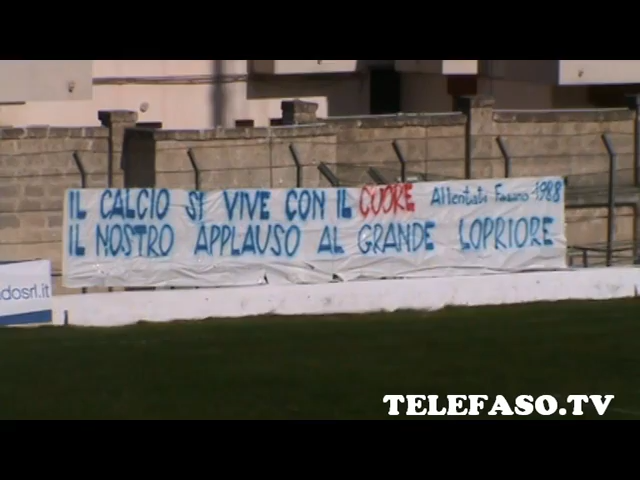 IL CALCIO SI VIVE CON IL CUORE Allentati Fasano 1988
IL NOSTRO APPLAUSO AL GRANDE LOPRIORE
dosrl.it
TELEFASO.TV